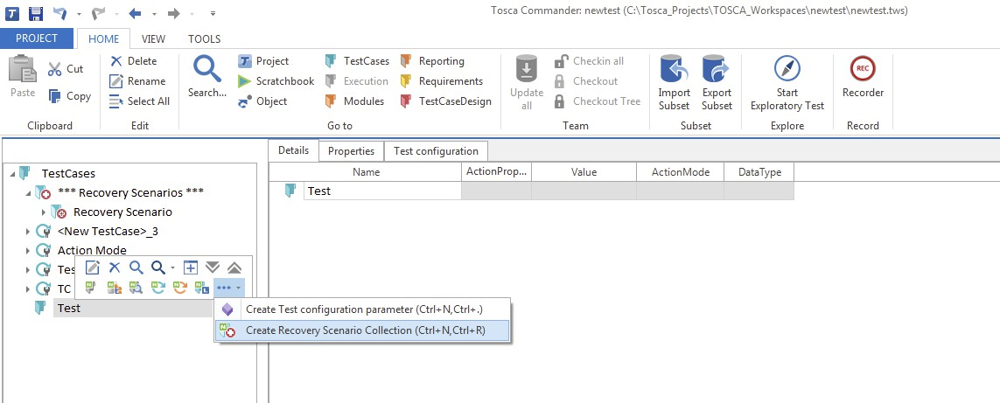 Tosca Commander: newtest (C:\Tosca_Projects\TOSCA_Workspaces\newtest\newtest.tws)
PROJECT HOME VIEW TOOLS
Paste
Cut
Copy
Clipboard
Delete
Rename
Select All
Edit
Search...
Project
Scratchbook
Object
TestCases
Execution
Modules
Reporting
Requirements
TestCaseDesign
Go to
Update all
Checkin all
Checkout
Checkout Tree
Team
Import Subset
Export Subset
Subset
Start Exploratory Test
Explore
REC
Recorder
Record
TestCases
*** Recovery Scenarios ***
Recovery Scenario
<New TestCase>_3
Action Mode
Tes
TC
Test
Create Test configuration parameter (Ctrl+N,Ctrl+.)
Create Recovery Scenario Collection (Ctrl+N,Ctrl+R)
Details Properties Test configuration
Name ActionProp... Value ActionMode DataType
Test